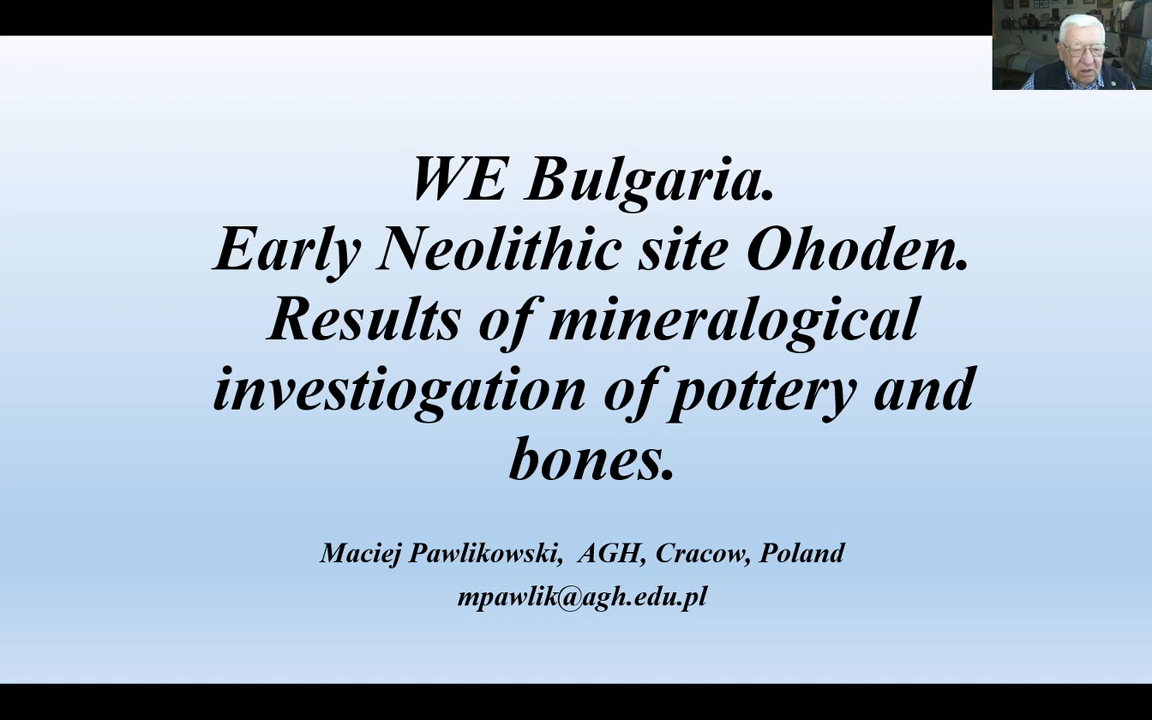 WE Bulgaria.
Early Neolithic site Ohoden.
Results of mineralogical
investiogation of pottery and
bones.
Maciej Pawlikowski, AGH, Cracow, Poland
mpawlik@agh.edu.pl